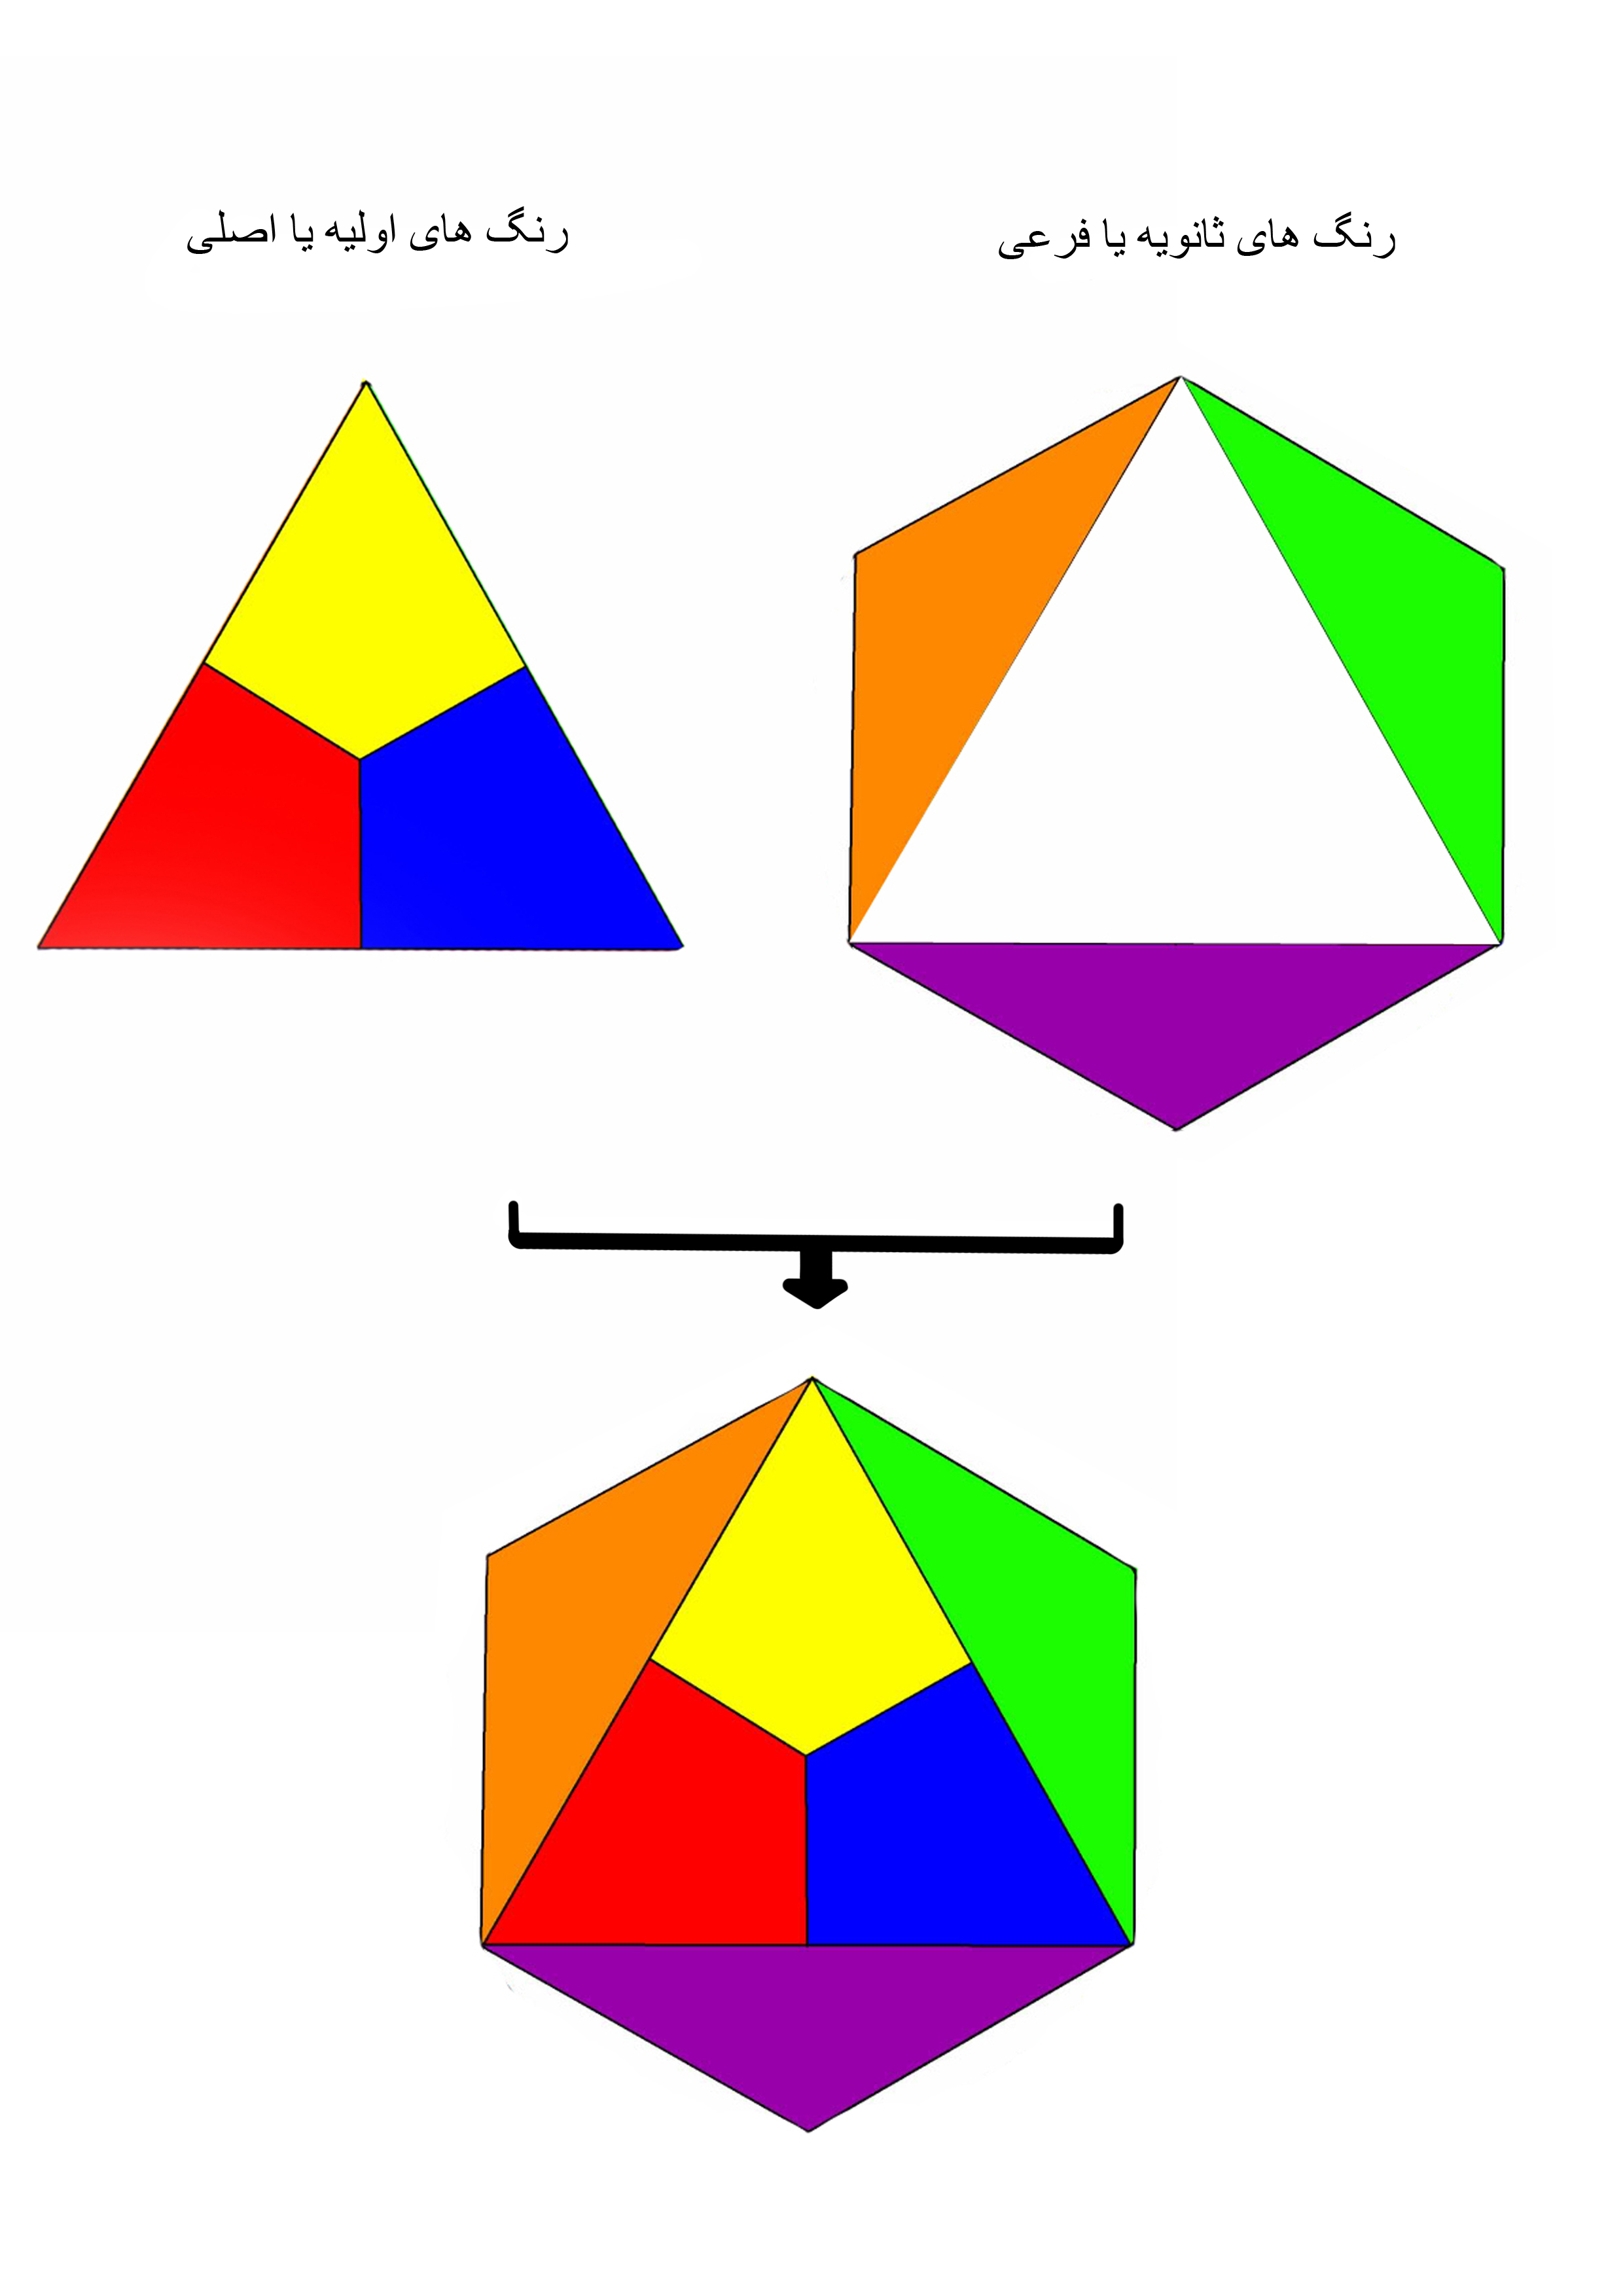 رنگ های ثانویه یا فرعی
رنگ های اولیه یا اصلی